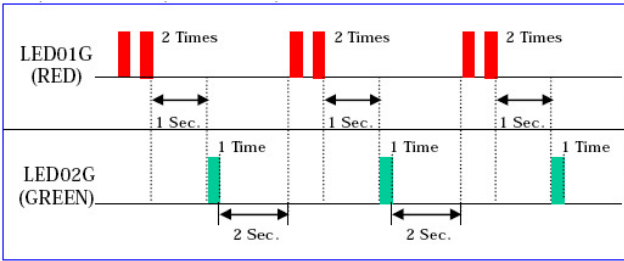 2 Times 2 Times 2 Times
LED01G
(RED)
1 Sec. 1 Sec. 1 Sec.
1 Time 1 Time 1 Time
LED02G
(GREEN)
2 Sec. 2 Sec.